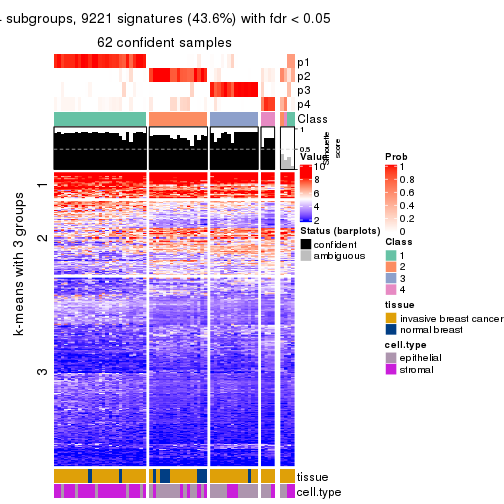 subgroups, 9221 signatures (43.6%) with fdr < 0.05
62 confident samples
p1
p2
p3
p4
Class
1
0.5
Silhouette
score
k-means with 3 groups
1
2
3
tissue
cell.type
Value
10
8
6
4
2
Status (barplots)
confident
ambiguous
Prob
1
0.8
0.6
0.4
0.2
0
Class
1
2
3
4
tissue
invasive breast cancer
normal breast
cell.type
epithelial
stromal